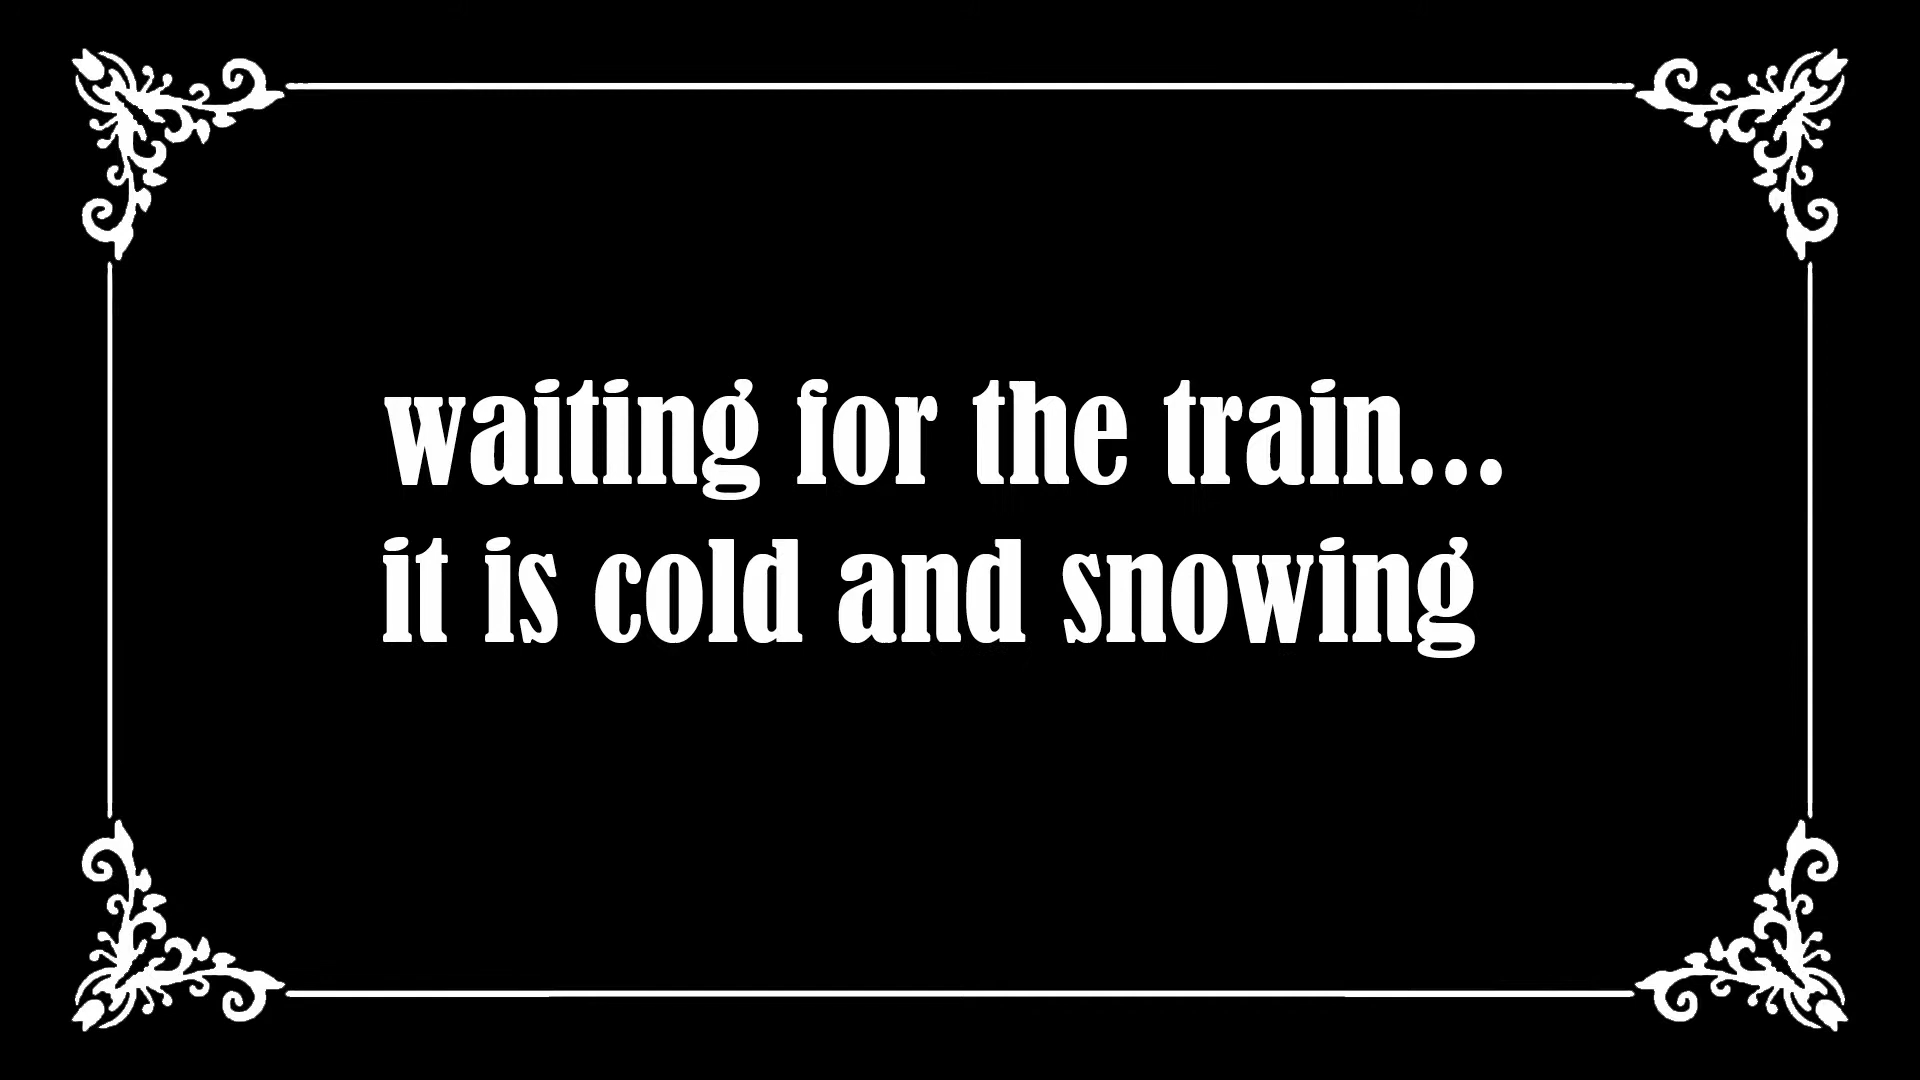 waiting for the train...
it is cold and snowing